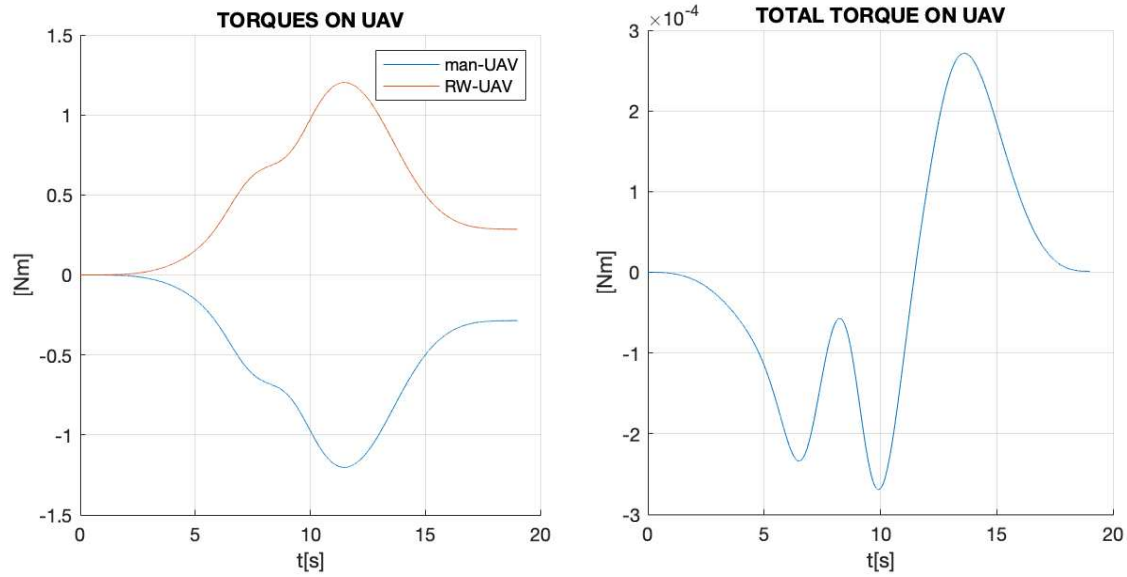 TORQUES ON UAV
1.5
1
0.5
0
-0.5
-1
-1.5
[Nm]
man-UAV
RW-UAV
0 5 10 15 20
t[s]
TOTAL TORQUE ON UAV
×10⁻⁴
3
2
1
0
-1
-2
-3
[Nm]
0 5 10 15 20
t[s]